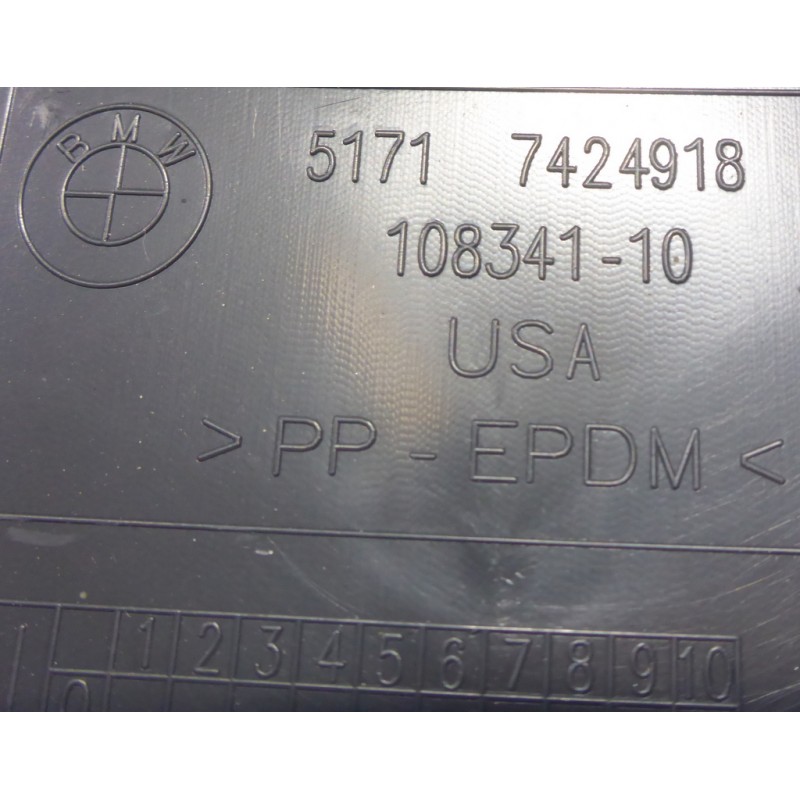 BMW
5171 7424918
108341-10
USA
>PP-EPDM<
1 2 3 4 5 6 7 8 9 10